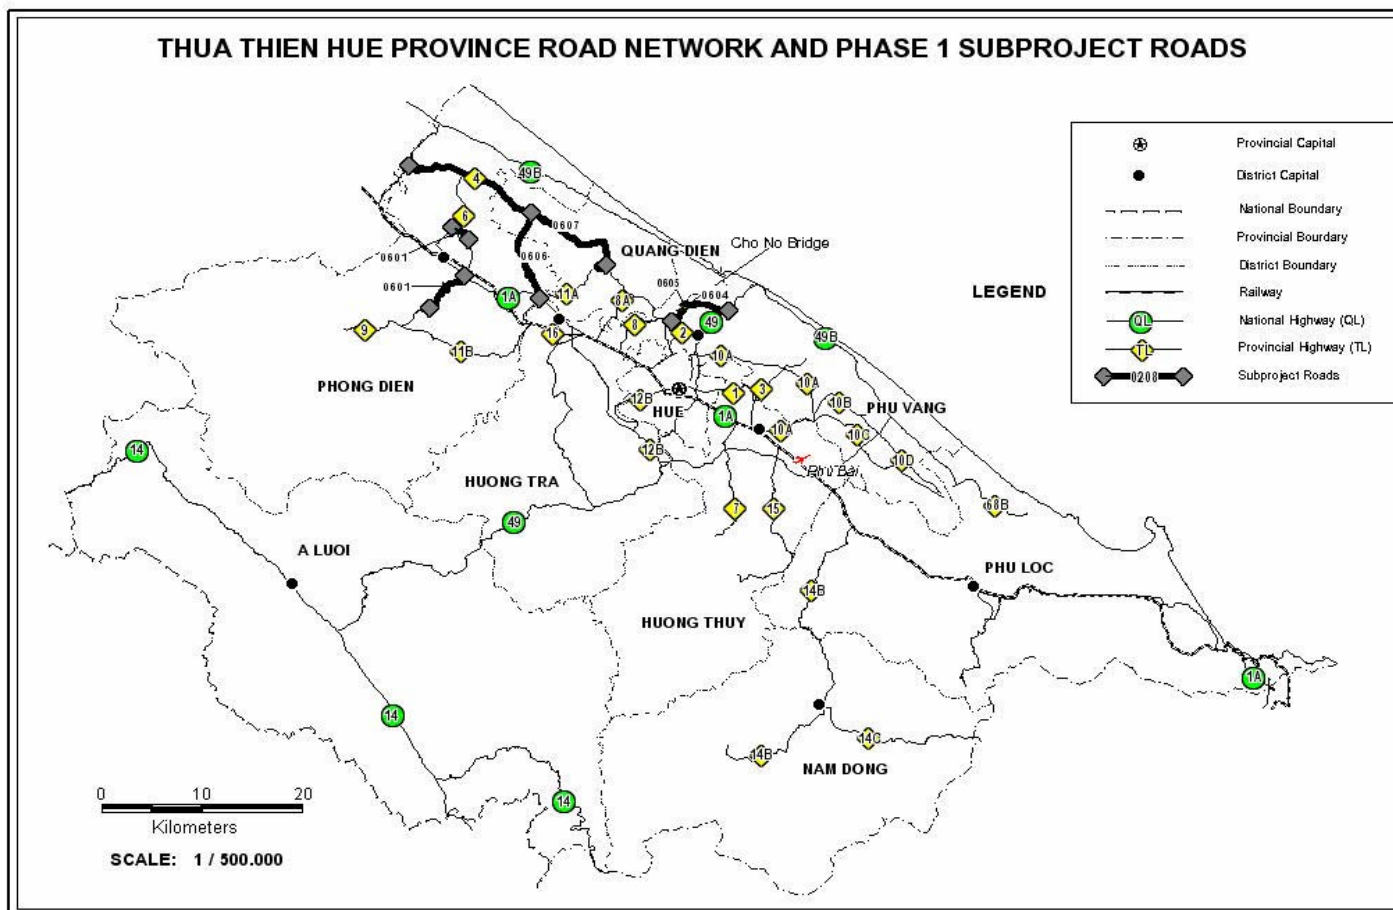 THUA THIEN HUE PROVINCE ROAD NETWORK AND PHASE 1 SUBPROJECT ROADS
Provincial Capital
District Capital
National Boundary
Provincial Boundary
District Boundary
Railway
LEGEND
QL National Highway (QL)
TL Provincial Highway (TL)
0208 Subproject Roads
49B
4
6
0607
QUANG DIEN
Cho No Bridge
0601
0606
0605
0604
0601
1A
11A
8A
49
49B
9
16
8
2
11B
10A
PHONG DIEN
12B
1
3
10A
10B
PHU VANG
HUE
1A
10A
10C
14
12B
10D
Phu Bai
HUONG TRA
7
15
68B
49
A LUOI
PHU LOC
14B
HUONG THUY
1A
14
14C
14B
NAM DONG
14
0 10 20
Kilometers
SCALE: 1 / 500.000